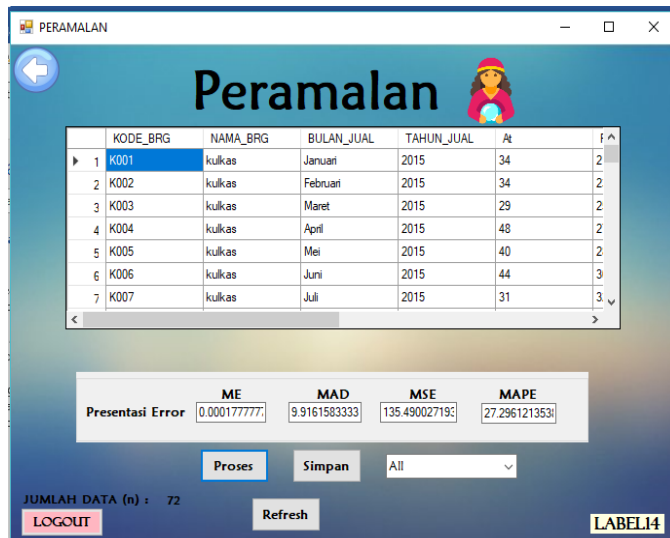 PERAMALAN
Peramalan
KODE_BRG NAMA_BRG BULAN_JUAL TAHUN_JUAL At
1 K001 kulkas Januari 2015 34
2 K002 kulkas Februari 2015 34
3 K003 kulkas Maret 2015 29
4 K004 kulkas April 2015 48
5 K005 kulkas Mei 2015 40
6 K006 kulkas Juni 2015 44
7 K007 kulkas Juli 2015 31
ME MAD MSE MAPE
Presentasi Error 0.000177777 9.9161583333 135.490027193 27.296121353
Proses Simpan All
JUMLAH DATA (n) : 72
LOGOUT Refresh LABEL14